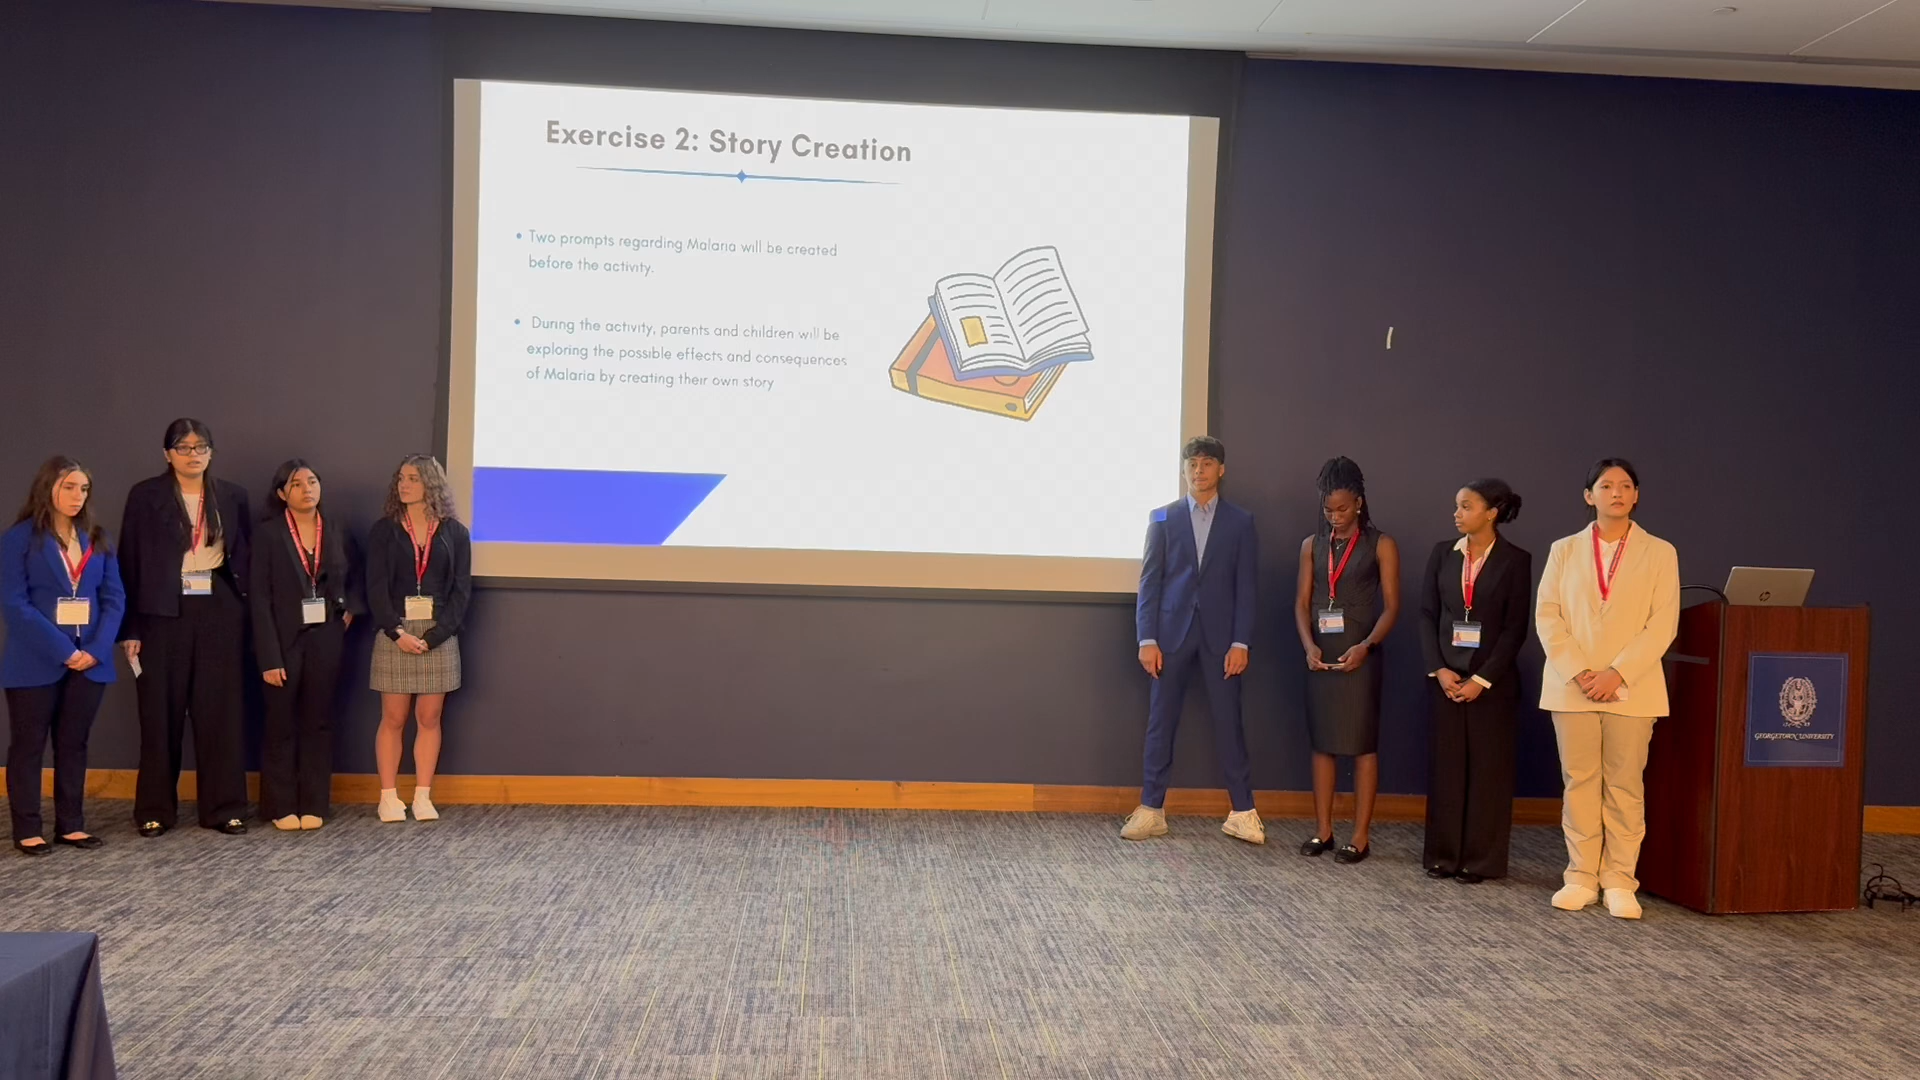 Exercise 2: Story Creation
• Two prompts regarding Malaria will be created
before the activity.
• During the activity, parents and children will be
exploring the possible effects and consequences
of Malaria by creating their own story
hp
GEORGETOWN UNIVERSITY